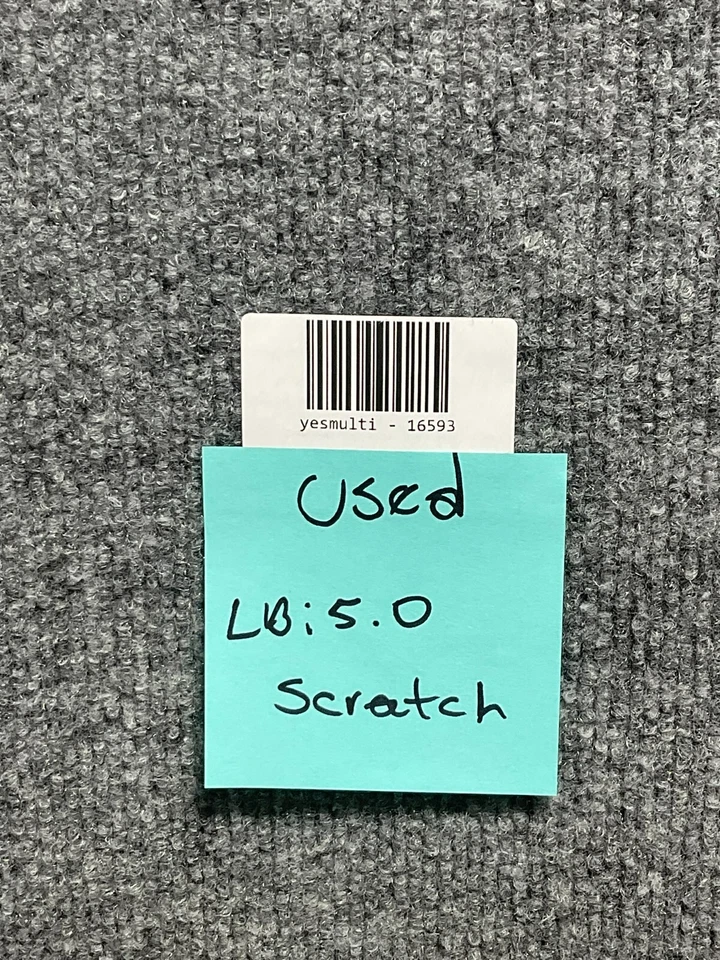 yesmulti - 16593
Used
LB: 5.0
Scratch